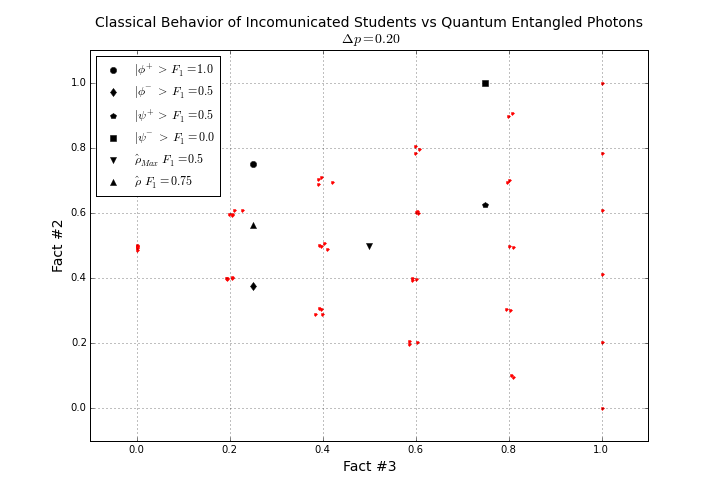 Classical Behavior of Incomunicated Students vs Quantum Entangled Photons
Δp=0.20
|ϕ⁺ > F₁ =1.0
|ϕ⁻ > F₁=0.5
|ψ⁺ > F₁=0.5
|ψ⁻ > F₁=0.0
ρ̂_Max F₁=0.5
ρ̂ F₁=0.75
1.0
0.8
0.6
0.4
0.2
0.0
Fact #2
0.0 0.2 0.4 0.6 0.8 1.0
Fact #3